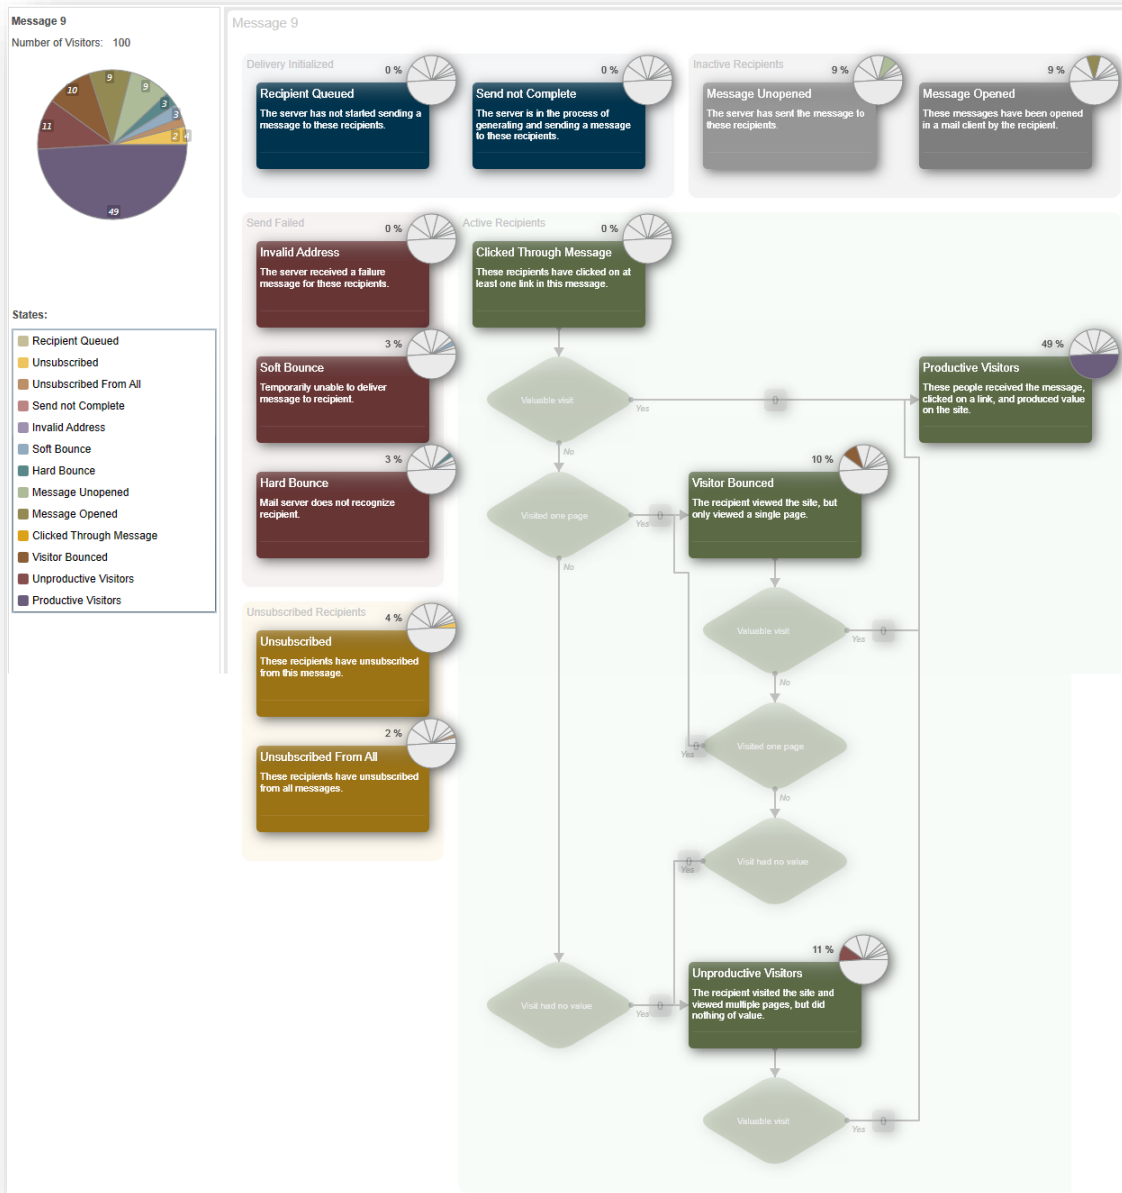 Message 9
Number of Visitors: 100
10
9
9
3
3
2
4
11
49
States:
Recipient Queued
Unsubscribed
Unsubscribed From All
Send not Complete
Invalid Address
Soft Bounce
Hard Bounce
Message Unopened
Message Opened
Clicked Through Message
Visitor Bounced
Unproductive Visitors
Productive Visitors
Message 9
Delivery Initialized
0 %
Recipient Queued
The server has not started sending a
message to these recipients.
0 %
Send not Complete
The server is in the process of
generating and sending a message
to these recipients.
Inactive Recipients
9 %
Message Unopened
The server has sent the message to
these recipients.
9 %
Message Opened
These messages have been opened
in a mail client by the recipient.
Send Failed
0 %
Invalid Address
The server received a failure
message for these recipients.
3 %
Soft Bounce
Temporarily unable to deliver
message to recipient.
3 %
Hard Bounce
Mail server does not recognize
recipient.
Unsubscribed Recipients
4 %
Unsubscribed
These recipients have unsubscribed
from this message.
2 %
Unsubscribed From All
These recipients have unsubscribed
from all messages.
Active Recipients
0 %
Clicked Through Message
These recipients have clicked on at
least one link in this message.
Valuable visit
Yes
0
No
49 %
Productive Visitors
These people received the message,
clicked on a link, and produced value
on the site.
Visited one page
Yes
0
No
10 %
Visitor Bounced
The recipient viewed the site, but
only viewed a single page.
Valuable visit
Yes
0
No
Visited one page
0
Yes
No
Visit had no value
0
Yes
Visit had no value
Yes
0
11 %
Unproductive Visitors
The recipient visited the site and
viewed multiple pages, but did
nothing of value.
Valuable visit
Yes
0